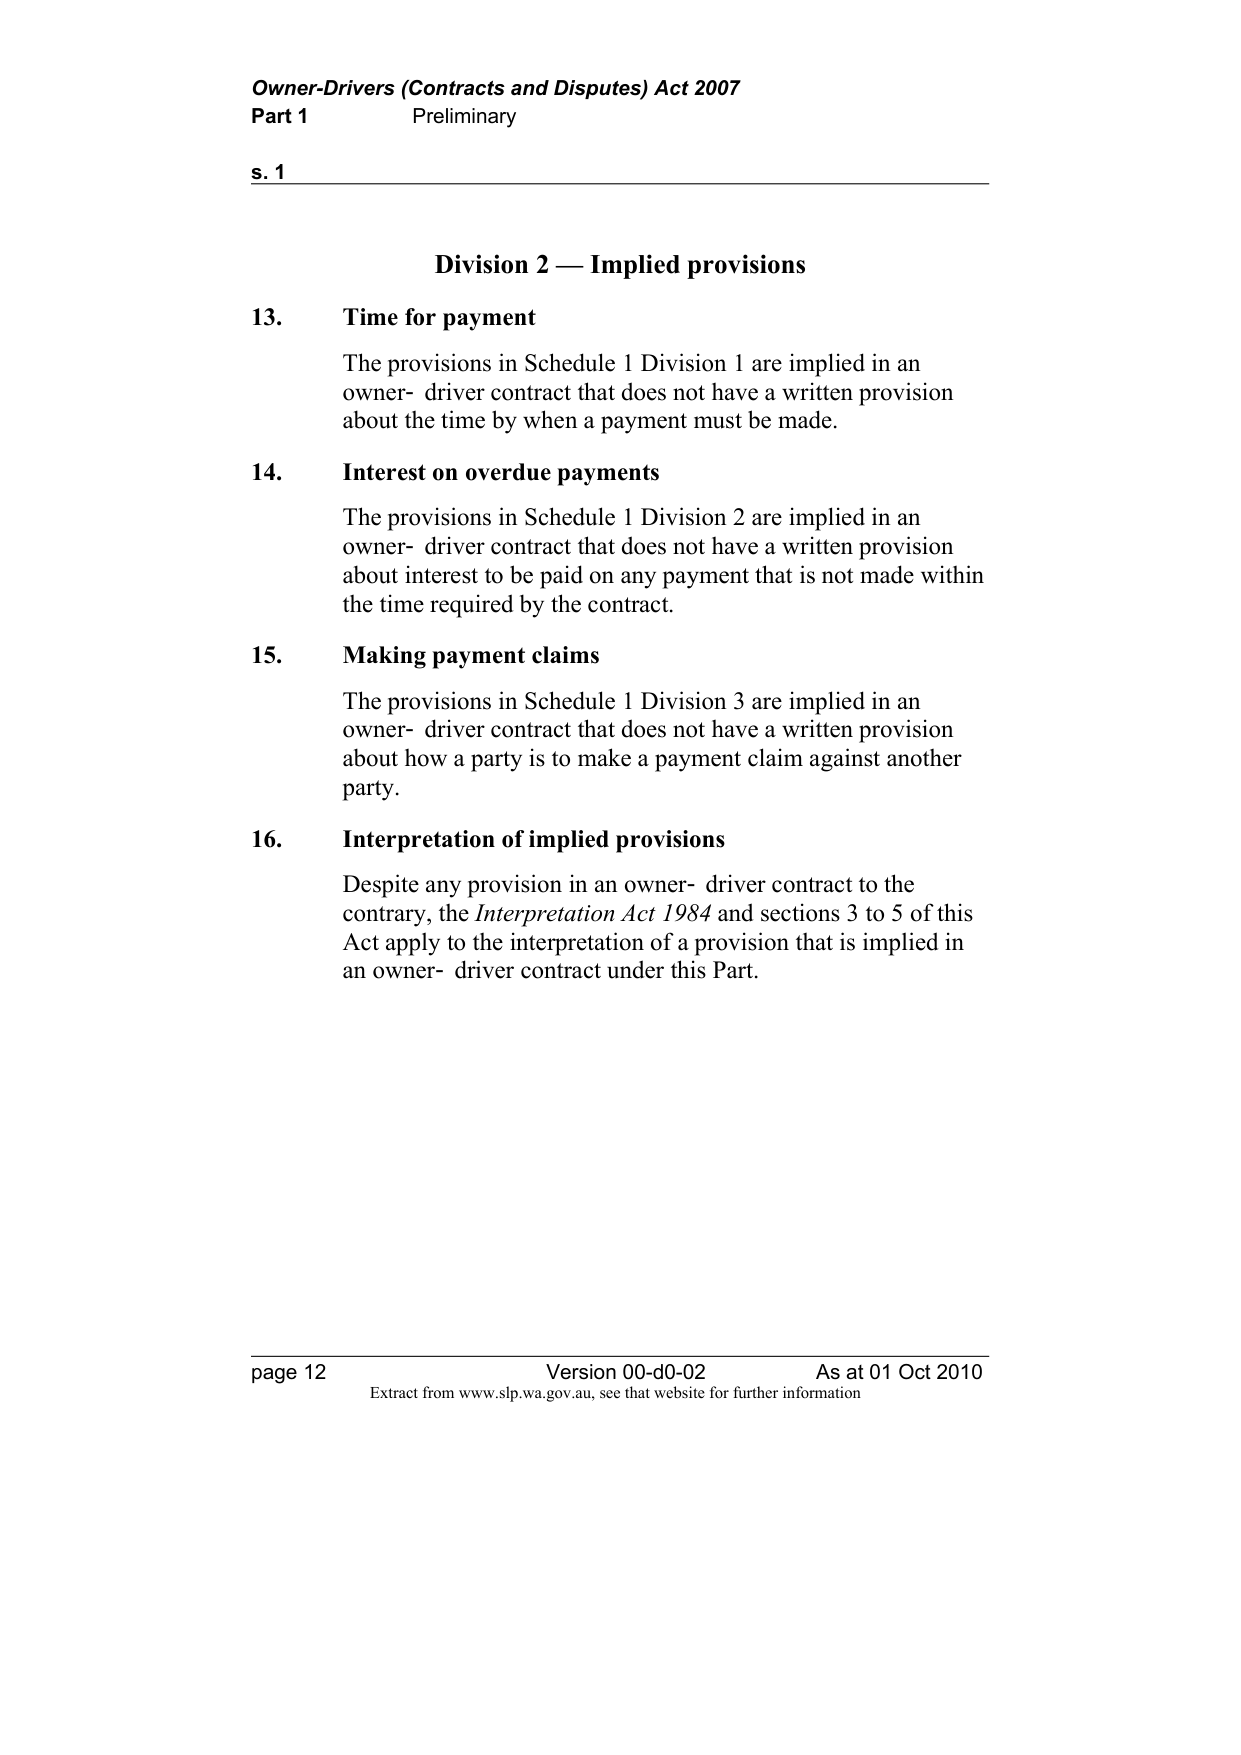 Owner-Drivers (Contracts and Disputes) Act 2007
Part 1 Preliminary
s. 1
Division 2 — Implied provisions
13. Time for payment
The provisions in Schedule 1 Division 1 are implied in an
owner- driver contract that does not have a written provision
about the time by when a payment must be made.
14. Interest on overdue payments
The provisions in Schedule 1 Division 2 are implied in an
owner- driver contract that does not have a written provision
about interest to be paid on any payment that is not made within
the time required by the contract.
15. Making payment claims
The provisions in Schedule 1 Division 3 are implied in an
owner- driver contract that does not have a written provision
about how a party is to make a payment claim against another
party.
16. Interpretation of implied provisions
Despite any provision in an owner- driver contract to the
contrary, the Interpretation Act 1984 and sections 3 to 5 of this
Act apply to the interpretation of a provision that is implied in
an owner- driver contract under this Part.
page 12 Version 00-d0-02 As at 01 Oct 2010
Extract from www.slp.wa.gov.au, see that website for further information